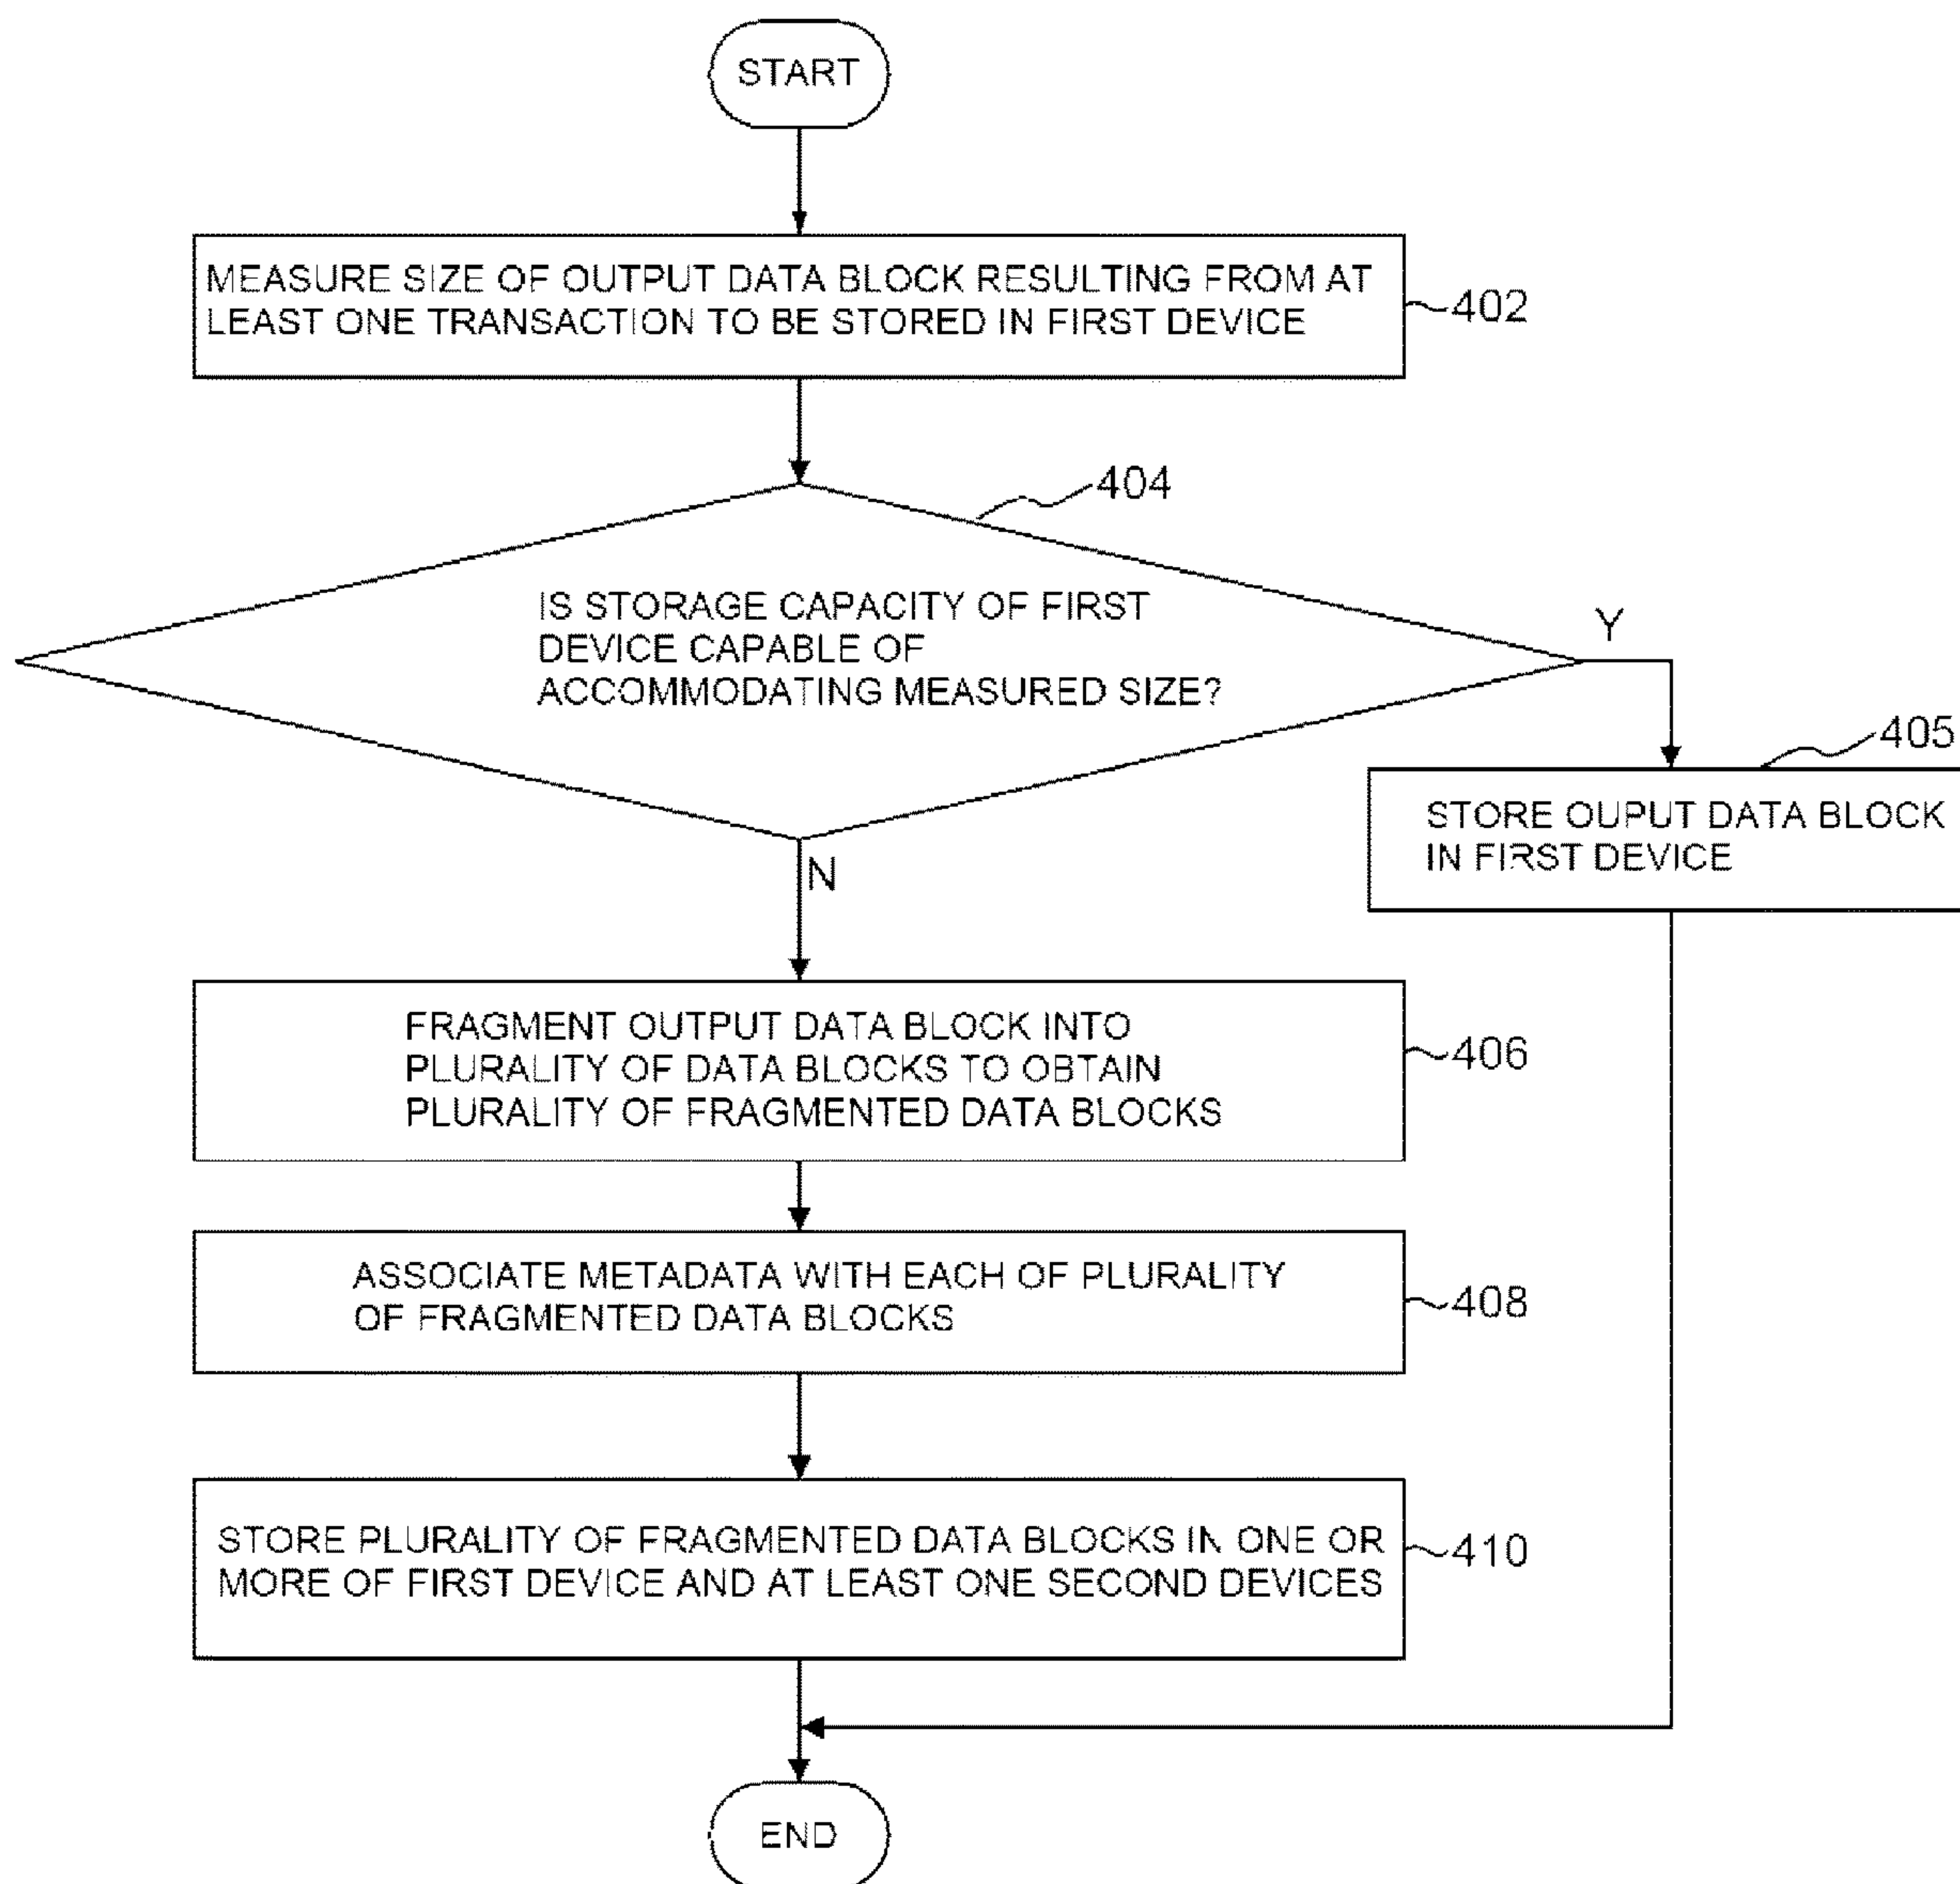 START
MEASURE SIZE OF OUTPUT DATA BLOCK RESULTING FROM AT
LEAST ONE TRANSACTION TO BE STORED IN FIRST DEVICE
402
404
IS STORAGE CAPACITY OF FIRST
DEVICE CAPABLE OF
ACCOMMODATING MEASURED SIZE?
Y
405
STORE OUPUT DATA BLOCK
IN FIRST DEVICE
N
FRAGMENT OUTPUT DATA BLOCK INTO
PLURALITY OF DATA BLOCKS TO OBTAIN
PLURALITY OF FRAGMENTED DATA BLOCKS
406
ASSOCIATE METADATA WITH EACH OF PLURALITY
OF FRAGMENTED DATA BLOCKS
408
STORE PLURALITY OF FRAGMENTED DATA BLOCKS IN ONE OR
MORE OF FIRST DEVICE AND AT LEAST ONE SECOND DEVICES
410
END